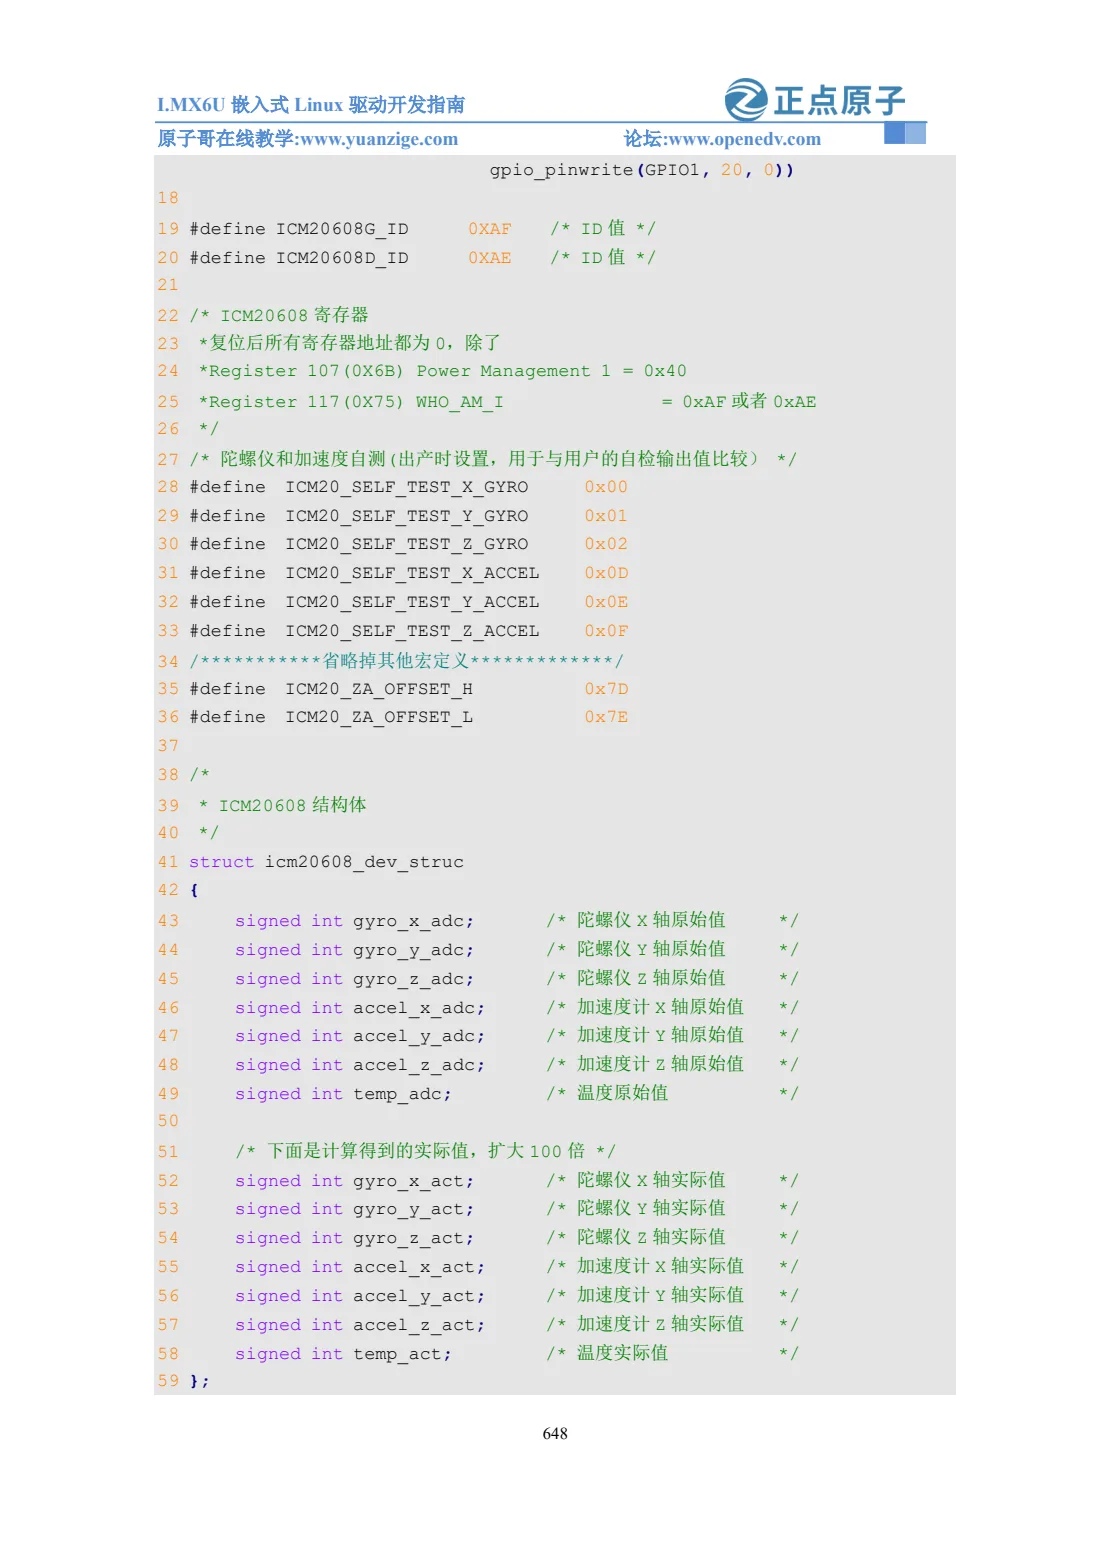 I.MX6U 嵌入式 Linux 驱动开发指南
正点原子
原子哥在线教学:www.yuanzige.com 论坛:www.openedv.com
gpio_pinwrite(GPIO1, 20, 0))
18
19 #define ICM20608G_ID 0XAF /* ID 值 */
20 #define ICM20608D_ID 0XAE /* ID 值 */
21
22 /* ICM20608 寄存器
23 *复位后所有寄存器地址都为 0，除了
24 *Register 107(0X6B) Power Management 1 = 0x40
25 *Register 117(0X75) WHO_AM_I = 0xAF 或者 0xAE
26 */
27 /* 陀螺仪和加速度自测(出产时设置，用于与用户的自检输出值比较） */
28 #define ICM20_SELF_TEST_X_GYRO 0x00
29 #define ICM20_SELF_TEST_Y_GYRO 0x01
30 #define ICM20_SELF_TEST_Z_GYRO 0x02
31 #define ICM20_SELF_TEST_X_ACCEL 0x0D
32 #define ICM20_SELF_TEST_Y_ACCEL 0x0E
33 #define ICM20_SELF_TEST_Z_ACCEL 0x0F
34 /***********省略掉其他宏定义*************/
35 #define ICM20_ZA_OFFSET_H 0x7D
36 #define ICM20_ZA_OFFSET_L 0x7E
37
38 /*
39 * ICM20608 结构体
40 */
41 struct icm20608_dev_struc
42 {
43 signed int gyro_x_adc; /* 陀螺仪 X 轴原始值 */
44 signed int gyro_y_adc; /* 陀螺仪 Y 轴原始值 */
45 signed int gyro_z_adc; /* 陀螺仪 Z 轴原始值 */
46 signed int accel_x_adc; /* 加速度计 X 轴原始值 */
47 signed int accel_y_adc; /* 加速度计 Y 轴原始值 */
48 signed int accel_z_adc; /* 加速度计 Z 轴原始值 */
49 signed int temp_adc; /* 温度原始值 */
50
51 /* 下面是计算得到的实际值，扩大 100 倍 */
52 signed int gyro_x_act; /* 陀螺仪 X 轴实际值 */
53 signed int gyro_y_act; /* 陀螺仪 Y 轴实际值 */
54 signed int gyro_z_act; /* 陀螺仪 Z 轴实际值 */
55 signed int accel_x_act; /* 加速度计 X 轴实际值 */
56 signed int accel_y_act; /* 加速度计 Y 轴实际值 */
57 signed int accel_z_act; /* 加速度计 Z 轴实际值 */
58 signed int temp_act; /* 温度实际值 */
59 };
648